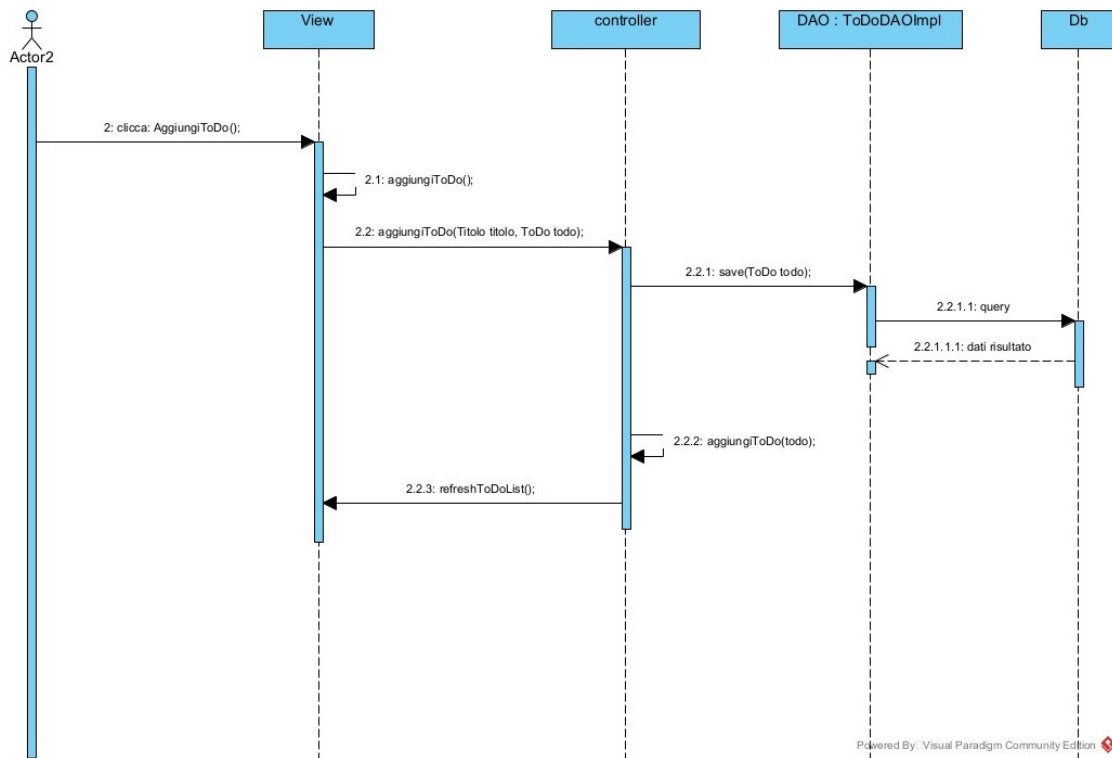 View
controller
DAO : ToDoDAOImpl
Db
Actor2
2: clicca: AggiungiToDo();
2.1: aggiungiToDo();
2.2: aggiungiToDo(Titolo titolo, ToDo todo);
2.2.1: save(ToDo todo);
2.2.1.1: query
2.2.1.1.1: dati risultato
2.2.2: aggiungiToDo(todo);
2.2.3: refreshToDoList();
Powered By Visual Paradigm Community Edition